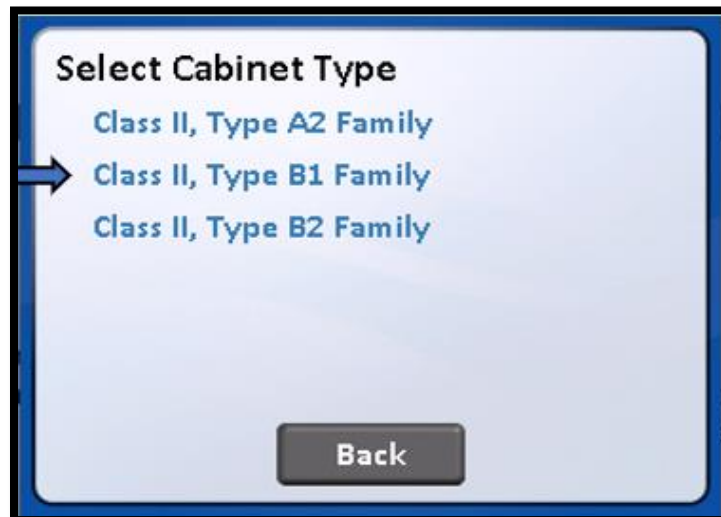 Select Cabinet Type
Class II, Type A2 Family
Class II, Type B1 Family
Class II, Type B2 Family
Back